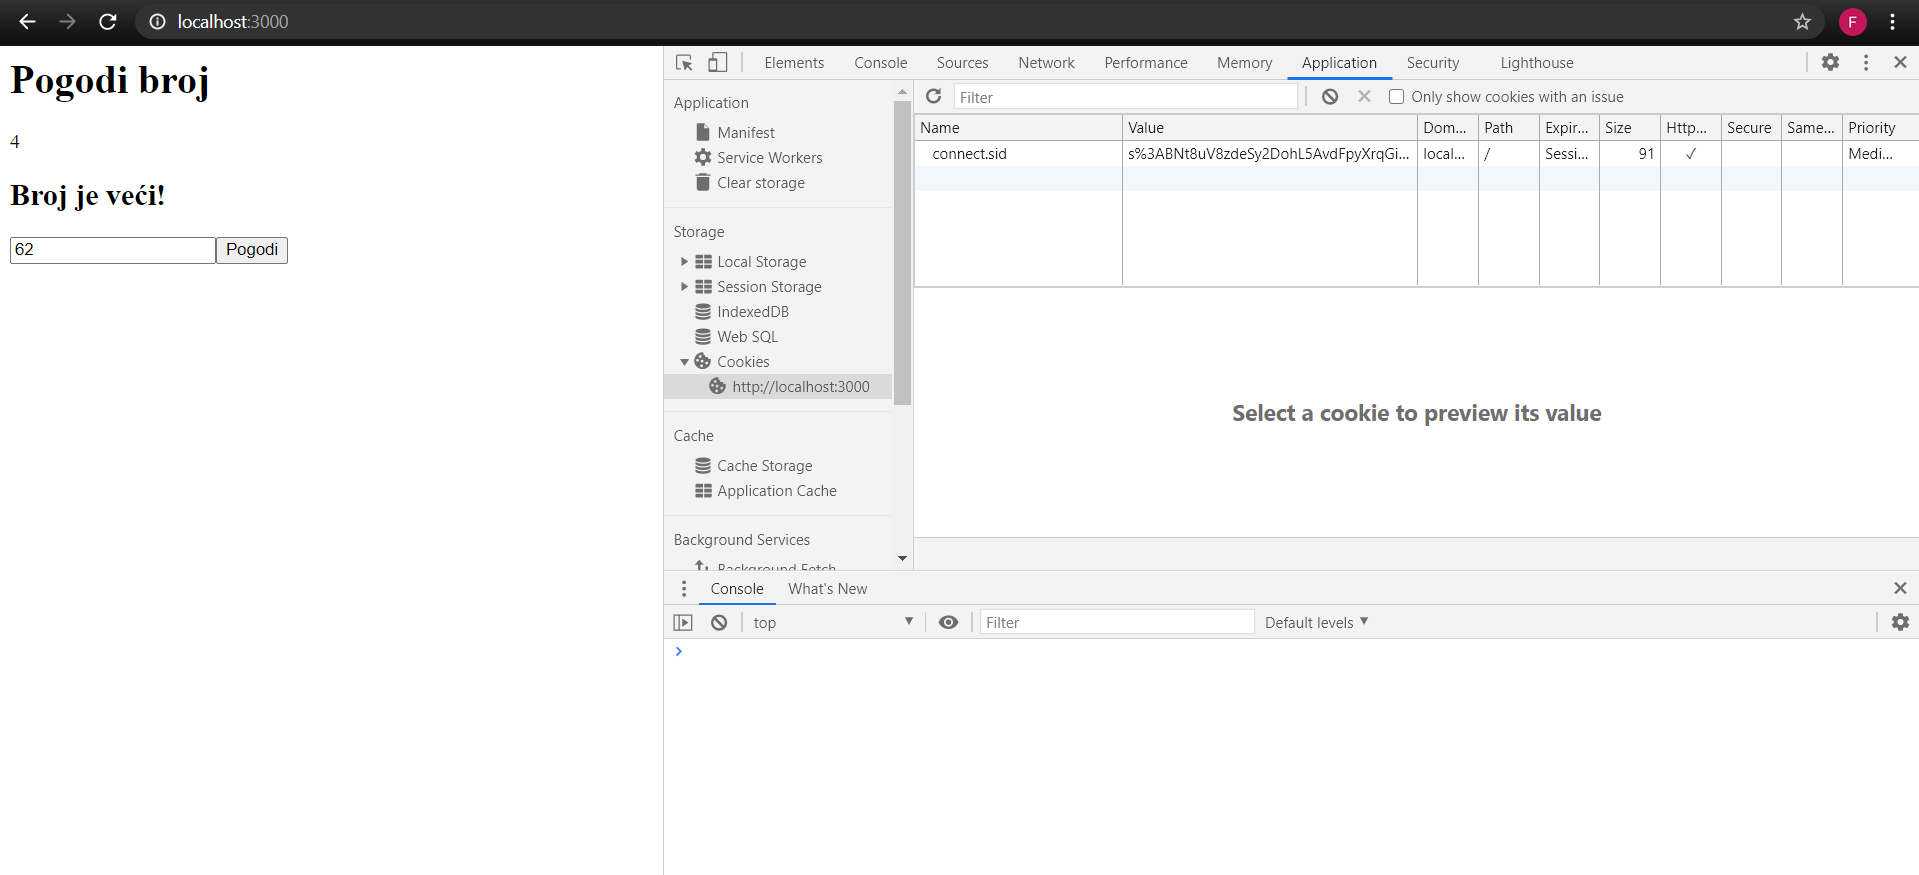 localhost:3000
F
Pogodi broj
4
Broj je veći!
62
Pogodi
Elements
Console
Sources
Network
Performance
Memory
Application
Security
Lighthouse
Application
Manifest
Service Workers
Clear storage
Storage
Local Storage
Session Storage
IndexedDB
Web SQL
Cookies
http://localhost:3000
Cache
Cache Storage
Application Cache
Background Services
Background Fetch
Filter
Only show cookies with an issue
Name Value Dom... Path Expir... Size Http... Secure Same... Priority
connect.sid s%3ABNt8uV8zdeSy2DohL5AvdFpyXrqGi... local... / Sessi... 91 ✓ Medi...
Select a cookie to preview its value
Console
What's New
top
Filter
Default levels